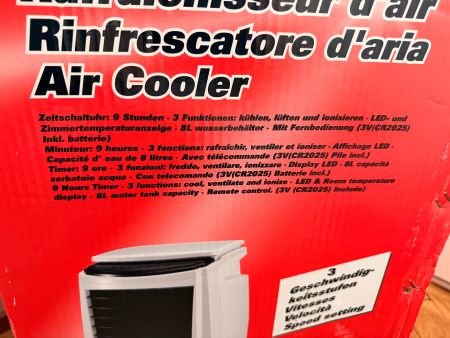 d'air
Rinfrescatore d'aria
Air Cooler
Zeitschaltuhr: 9 Stunden - 3 Funktionen: kühlen, lüften und ionisieren - LED- und
Zimmertemperaturanzeige - 8L wasserbehälter - Mit Fernbedienung {3V(CR2025)
Inkl. batterie}
Minuteur: 9 heures - 3 fonctions: rafraîchir, ventiler et ioniser - Affichage LED -
Capacité d' eau de 8 litres - Avec télécommande {3V(CR2025) Pile incl.}
Timer: 9 ore - 3 funzioni: freddo, ventilare, ionizzare - Display LED - 8L capacità
serbatoio acqua - Con telecomando {3V(CR2025) Batterie incl.}
9 Hours Timer - 3 functions: cool, ventilate and ionize - LED & Room temperature
display - 8L water tank capacity - Remote control. {3V (CR2025) Include}
3
Geschwindig-
keitsstufen
Vitesses
Velocità
Speed setting